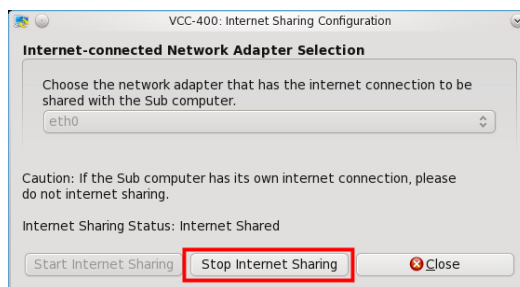 VCC-400: Internet Sharing Configuration
Internet-connected Network Adapter Selection
Choose the network adapter that has the internet connection to be
shared with the Sub computer.
eth0
Caution: If the Sub computer has its own internet connection, please
do not internet sharing.
Internet Sharing Status: Internet Shared
Start Internet Sharing Stop Internet Sharing Close